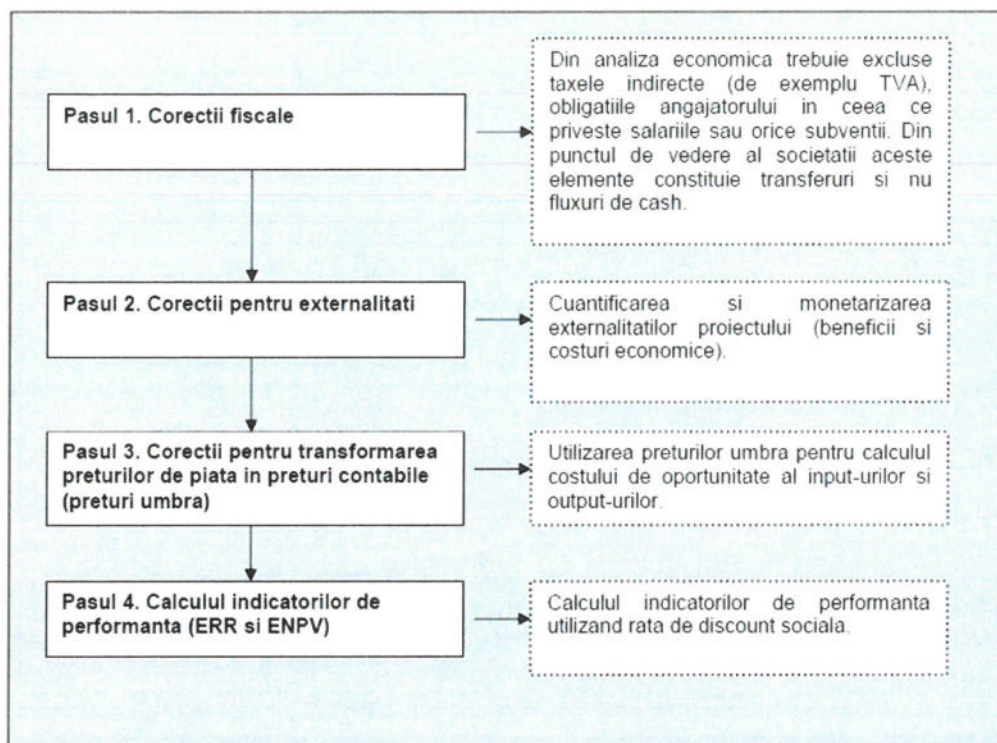 Pasul 1. Corectii fiscale
Din analiza economica trebuie excluse
taxele indirecte (de exemplu TVA),
obligatiile angajatorului in ceea ce
priveste salariile sau orice subventii. Din
punctul de vedere al societatii aceste
elemente constituie transferuri si nu
fluxuri de cash.
Pasul 2. Corectii pentru externalitati
Cuantificarea si monetarizarea
externalitatilor proiectului (beneficii si
costuri economice).
Pasul 3. Corectii pentru transformarea
preturilor de piata in preturi contabile
(preturi umbra)
Utilizarea preturilor umbra pentru calculul
costului de oportunitate al input-urilor si
output-urilor.
Pasul 4. Calculul indicatorilor de
performanta (ERR si ENPV)
Calculul indicatorilor de performanta
utilizand rata de discount sociala.